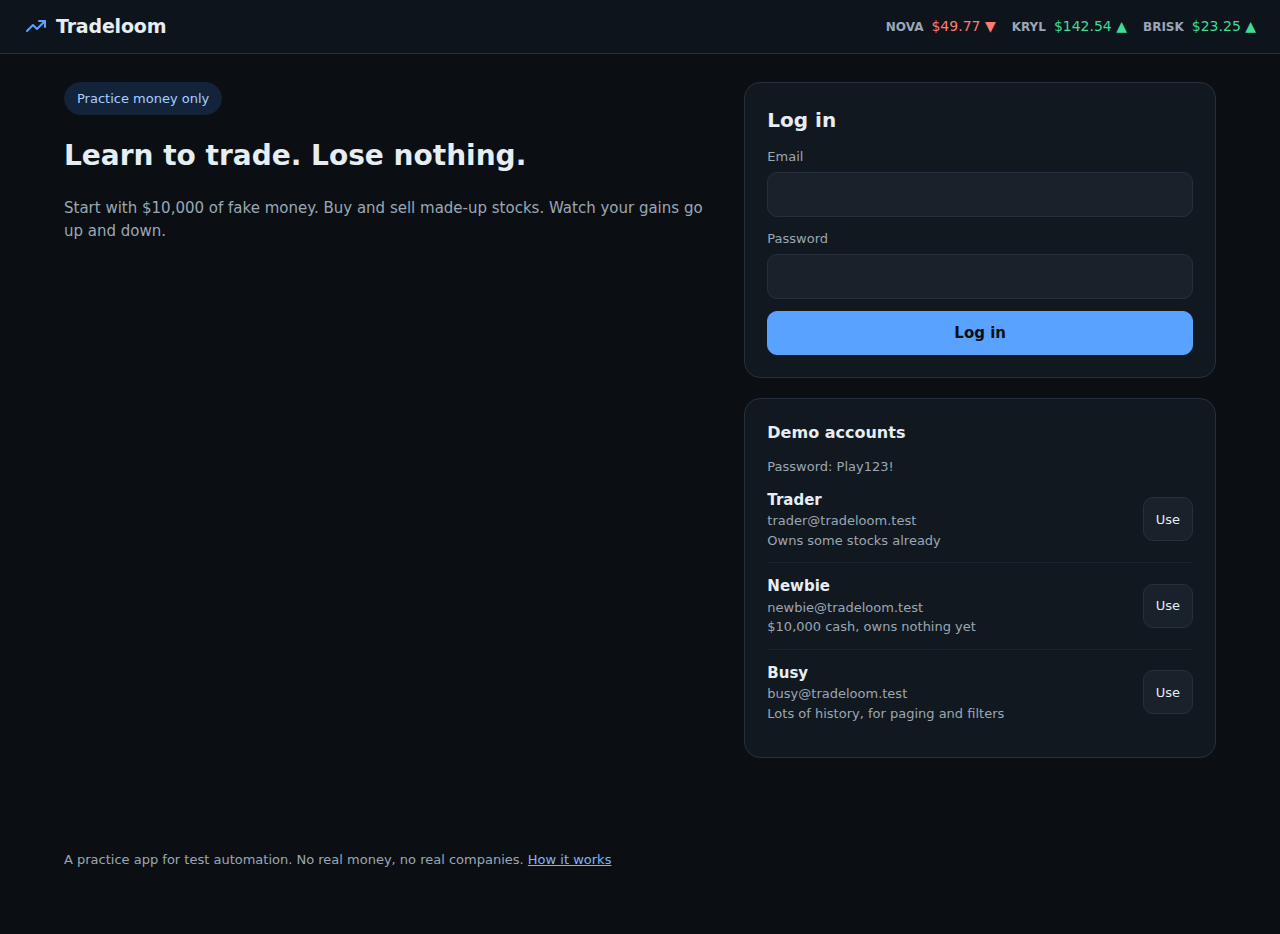 Tradeloom
NOVA $49.77 ▼ KRYL $142.54 ▲ BRISK $23.25 ▲
Practice money only
Learn to trade. Lose nothing.
Start with $10,000 of fake money. Buy and sell made-up stocks. Watch your gains go
up and down.
Log in
Email
Password
Log in
Demo accounts
Password: Play123!
Trader
trader@tradeloom.test
Owns some stocks already
Use
Newbie
newbie@tradeloom.test
$10,000 cash, owns nothing yet
Use
Busy
busy@tradeloom.test
Lots of history, for paging and filters
Use
A practice app for test automation. No real money, no real companies. How it works